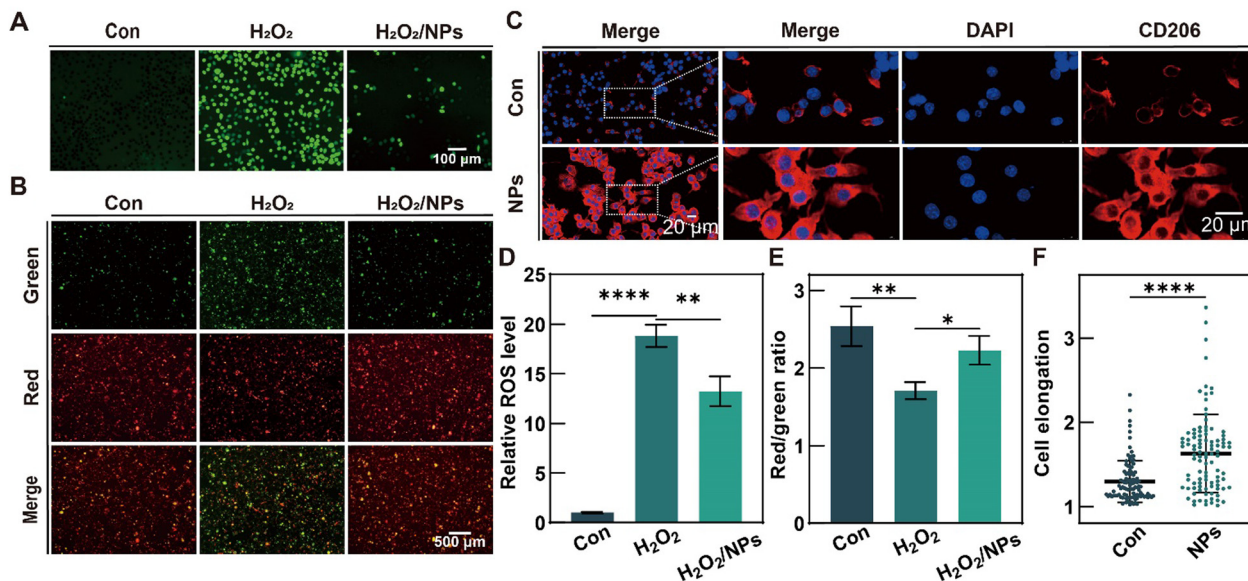 A
Con H₂O₂ H₂O₂/NPs
100 µm
B
Con H₂O₂ H₂O₂/NPs
Green
Red
Merge
500 µm
C
Merge Merge DAPI CD206
Con
NPs
20 µm
20 µm
D
Relative ROS level
25
20
15
10
5
0
**** **
Con H₂O₂ H₂O₂/NPs
E
Red/green ratio
3
2
1
0
** *
Con H₂O₂ H₂O₂/NPs
F
Cell elongation
3
2
1
****
Con NPs